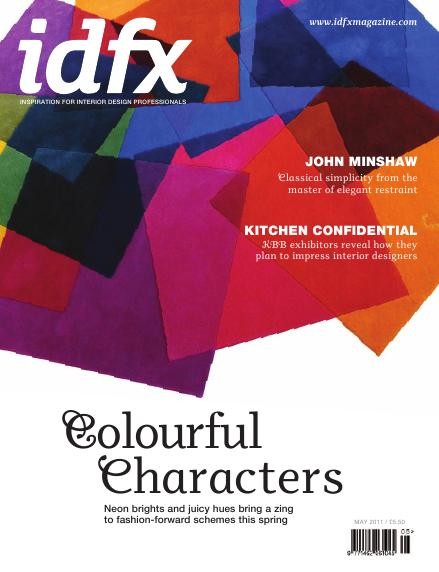 www.idfxmagazine.com
idfx
INSPIRATION FOR INTERIOR DESIGN PROFESSIONALS
JOHN MINSHAW
Classical simplicity from the
master of elegant restraint
KITCHEN CONFIDENTIAL
KBB exhibitors reveal how they
plan to impress interior designers
Colourful
Characters
Neon brights and juicy hues bring a zing
to fashion-forward schemes this spring
MAY 2011 / £5.50
05